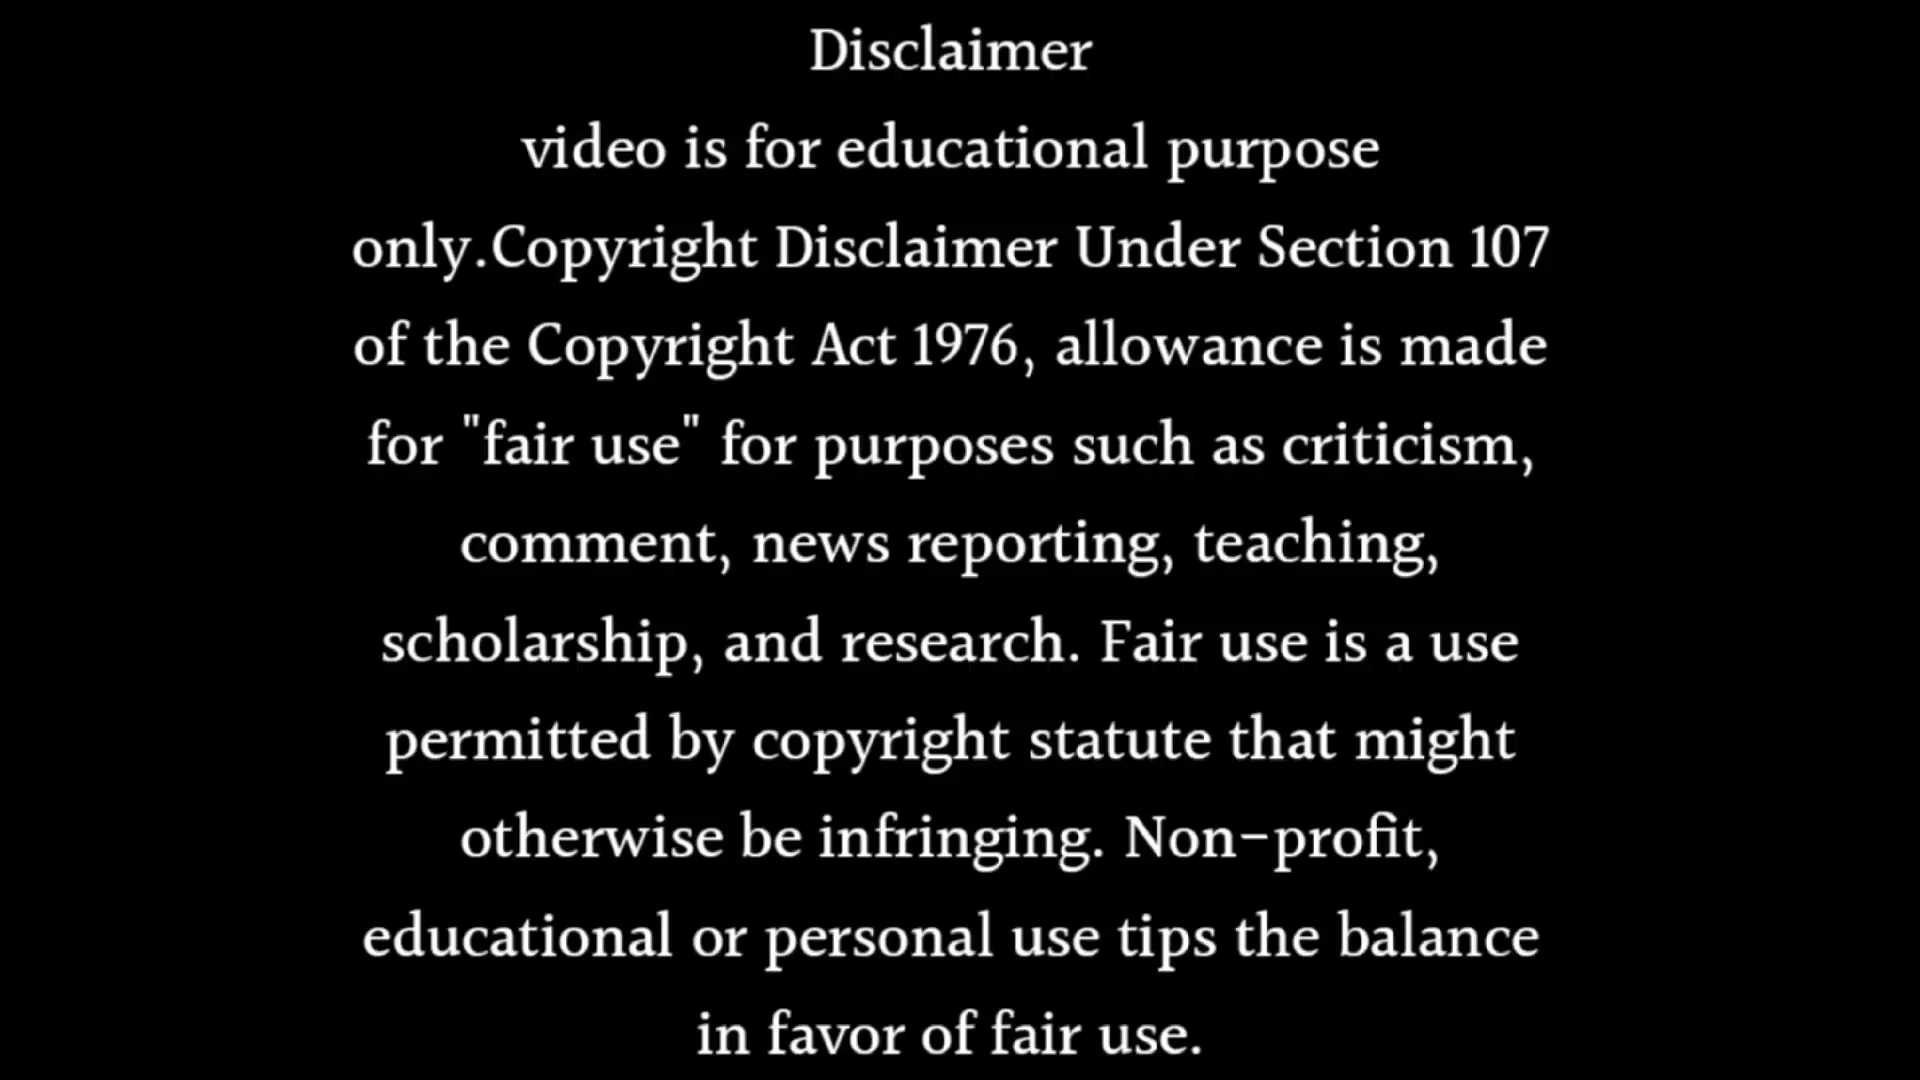 Disclaimer
video is for educational purpose
only.Copyright Disclaimer Under Section 107
of the Copyright Act 1976, allowance is made
for "fair use" for purposes such as criticism,
comment, news reporting, teaching,
scholarship, and research. Fair use is a use
permitted by copyright statute that might
otherwise be infringing. Non-profit,
educational or personal use tips the balance
in favor of fair use.